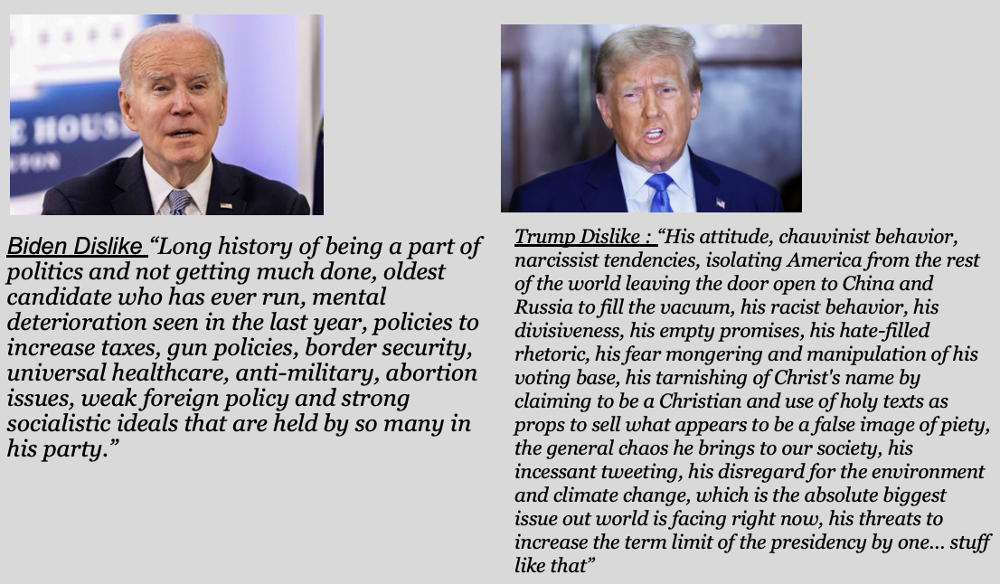 E HOUS
TON
Biden Dislike “Long history of being a part of
politics and not getting much done, oldest
candidate who has ever run, mental
deterioration seen in the last year, policies to
increase taxes, gun policies, border security,
universal healthcare, anti-military, abortion
issues, weak foreign policy and strong
socialistic ideals that are held by so many in
his party.”
Trump Dislike : “His attitude, chauvinist behavior,
narcissist tendencies, isolating America from the rest
of the world leaving the door open to China and
Russia to fill the vacuum, his racist behavior, his
divisiveness, his empty promises, his hate-filled
rhetoric, his fear mongering and manipulation of his
voting base, his tarnishing of Christ's name by
claiming to be a Christian and use of holy texts as
props to sell what appears to be a false image of piety,
the general chaos he brings to our society, his
incessant tweeting, his disregard for the environment
and climate change, which is the absolute biggest
issue out world is facing right now, his threats to
increase the term limit of the presidency by one... stuff
like that”